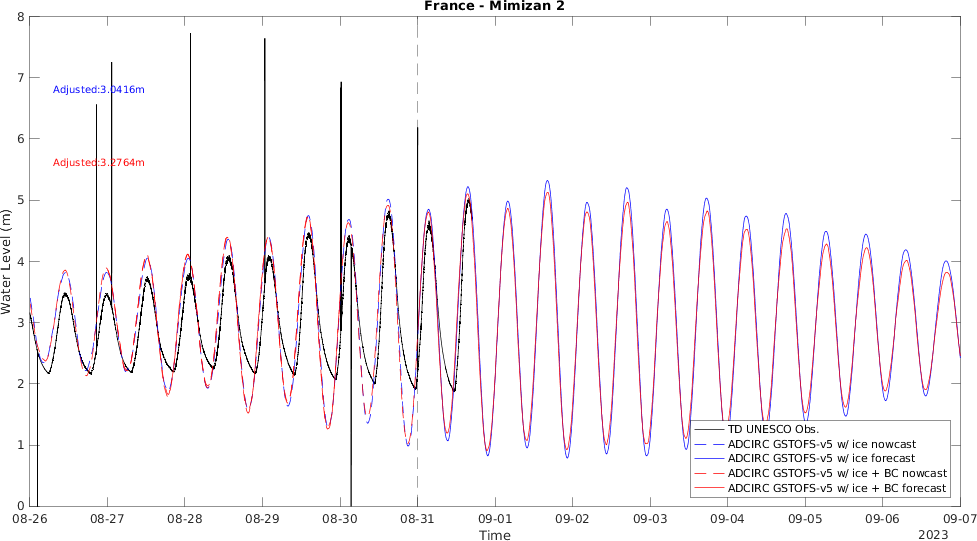 France - Mimizan 2
8
7
6
5
4
3
2
1
0
Water Level (m)
Adjusted:3.0416m
Adjusted:3.2764m
TD UNESCO Obs.
ADCIRC GSTOFS-v5 w/ ice nowcast
ADCIRC GSTOFS-v5 w/ ice forecast
ADCIRC GSTOFS-v5 w/ ice + BC nowcast
ADCIRC GSTOFS-v5 w/ ice + BC forecast
08-26 08-27 08-28 08-29 08-30 08-31 09-01 09-02 09-03 09-04 09-05 09-06 09-07
Time
2023